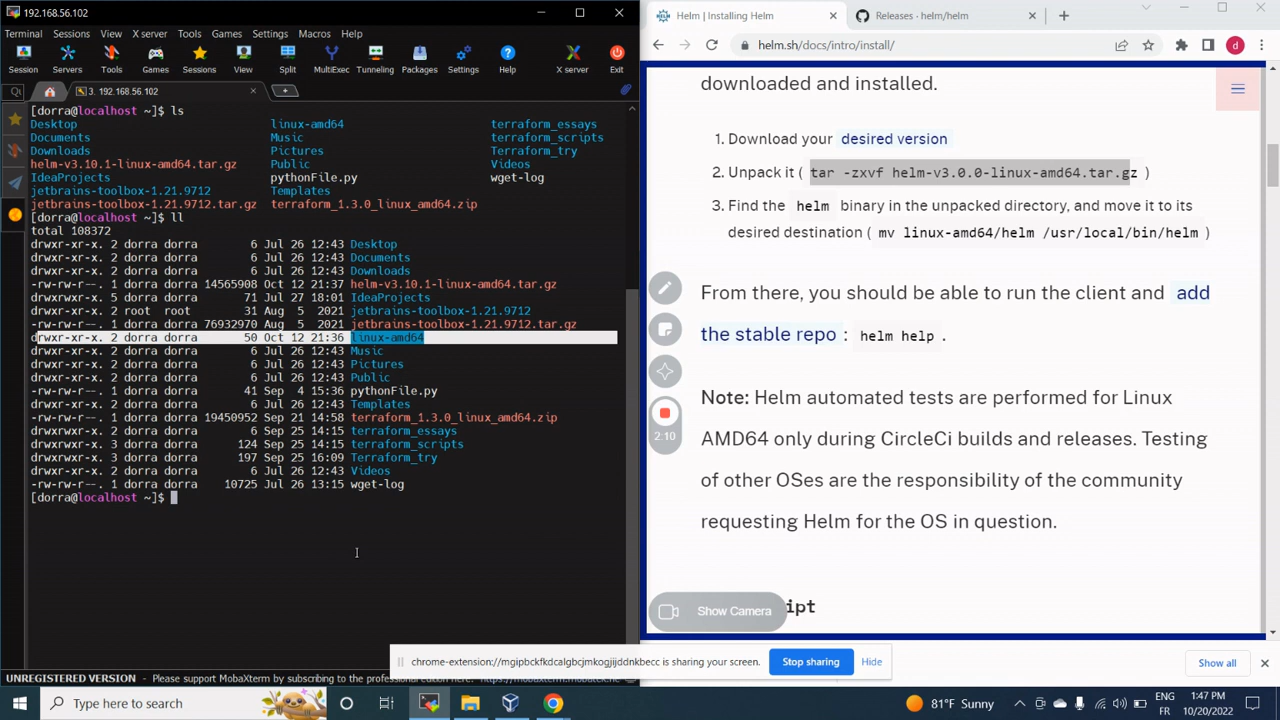 192.168.56.102
Terminal Sessions View X server Tools Games Settings Macros Help
Session Servers Tools Games Sessions View Split MultiExec Tunneling Packages Settings Help X server Exit
3. 192.168.56.102
[dorra@localhost ~]$ ls
Desktop linux-amd64 terraform_essays
Documents Music terraform_scripts
Downloads Pictures Terraform_try
helm-v3.10.1-linux-amd64.tar.gz Public Videos
IdeaProjects pythonFile.py wget-log
jetbrains-toolbox-1.21.9712 Templates
jetbrains-toolbox-1.21.9712.tar.gz terraform_1.3.0_linux_amd64.zip
[dorra@localhost ~]$ ll
total 108372
drwxr-xr-x. 2 dorra dorra 6 Jul 26 12:43 Desktop
drwxr-xr-x. 2 dorra dorra 6 Jul 26 12:43 Documents
drwxr-xr-x. 2 dorra dorra 6 Jul 26 12:43 Downloads
-rw-rw-r--. 1 dorra dorra 14565908 Oct 12 21:37 helm-v3.10.1-linux-amd64.tar.gz
drwxrwxr-x. 5 dorra dorra 71 Jul 27 18:01 IdeaProjects
drwxrwxr-x. 2 root root 31 Aug 5 2021 jetbrains-toolbox-1.21.9712
-rw-rw-r--. 1 dorra dorra 76932970 Aug 5 2021 jetbrains-toolbox-1.21.9712.tar.gz
drwxr-xr-x. 2 dorra dorra 50 Oct 12 21:36 linux-amd64
drwxr-xr-x. 2 dorra dorra 6 Jul 26 12:43 Music
drwxr-xr-x. 2 dorra dorra 6 Jul 26 12:43 Pictures
drwxr-xr-x. 2 dorra dorra 6 Jul 26 12:43 Public
-rw-rw-r--. 1 dorra dorra 41 Sep 4 15:36 pythonFile.py
drwxr-xr-x. 2 dorra dorra 6 Jul 26 12:43 Templates
-rw-rw-r--. 1 dorra dorra 19450952 Sep 21 14:58 terraform_1.3.0_linux_amd64.zip
drwxrwxr-x. 2 dorra dorra 6 Sep 25 14:15 terraform_essays
drwxrwxr-x. 3 dorra dorra 124 Sep 25 14:15 terraform_scripts
drwxrwxr-x. 3 dorra dorra 197 Sep 25 16:09 Terraform_try
drwxr-xr-x. 2 dorra dorra 6 Jul 26 12:43 Videos
-rw-rw-r--. 1 dorra dorra 10725 Jul 26 13:15 wget-log
[dorra@localhost ~]$
UNREGISTERED VERSION - Please support MobaXterm by subscribing to the professional edition here:
Helm | Installing Helm Releases · helm/helm
helm.sh/docs/intro/install/
d
downloaded and installed.
1. Download your desired version
2. Unpack it ( tar -zxvf helm-v3.0.0-linux-amd64.tar.gz )
3. Find the helm binary in the unpacked directory, and move it to its
desired destination ( mv linux-amd64/helm /usr/local/bin/helm )
From there, you should be able to run the client and add
the stable repo : helm help .
Note: Helm automated tests are performed for Linux
AMD64 only during CircleCi builds and releases. Testing
of other OSes are the responsibility of the community
requesting Helm for the OS in question.
2:10
Show Camera
ipt
chrome-extension://mgipbckfkdcalgbcjmkogjijjddnkbecc is sharing your screen. Stop sharing Hide
Show all
Type here to search
81°F Sunny
ENG
FR
1:47 PM
10/20/2022